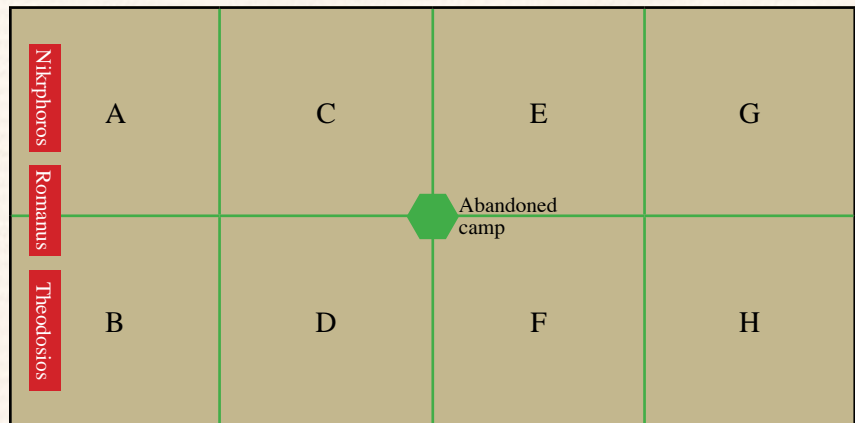 Nikrphoros
A
C
E
G
Romanus
Abandoned
camp
Theodosios
B
D
F
H